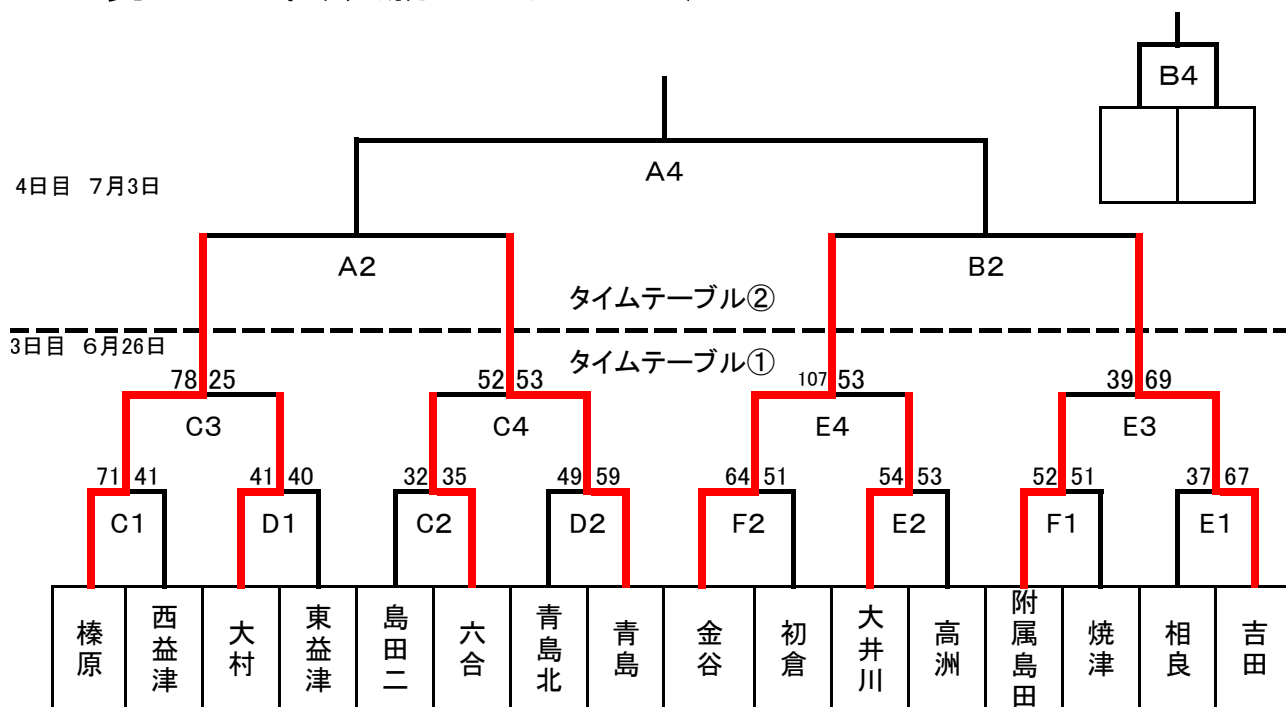 B4
A4
4日目 7月3日
A2
B2
タイムテーブル②
3日目 6月26日
タイムテーブル①
78 25
52 53
107 53
39 69
C3
C4
E4
E3
71 41
41 40
32 35
49 59
64 51
54 53
52 51
37 67
C1
D1
C2
D2
F2
E2
F1
E1
榛原
西益津
大村
東益津
島田二
六合
青島北
青島
金谷
初倉
大井川
高洲
附属島田
焼津
相良
吉田